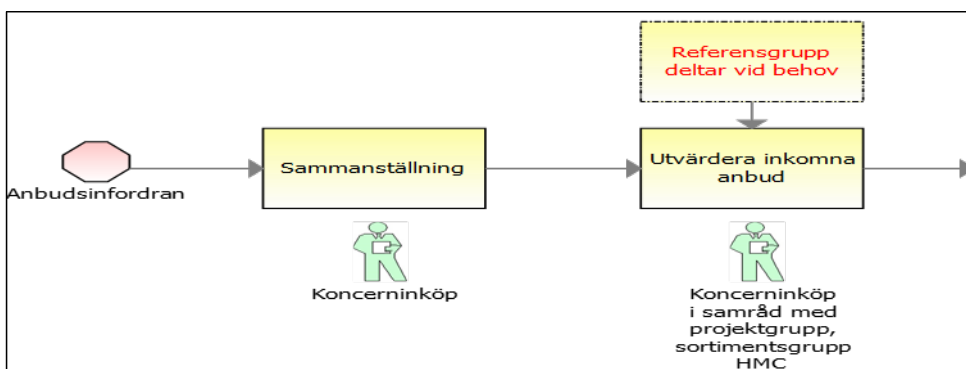 Referensgrupp
deltar vid behov
Anbudsinfordran
Sammanställning
Utvärdera inkomna
anbud
Koncerninköp
Koncerninköp
i samråd med
projektgrupp,
sortimentsgrupp
HMC